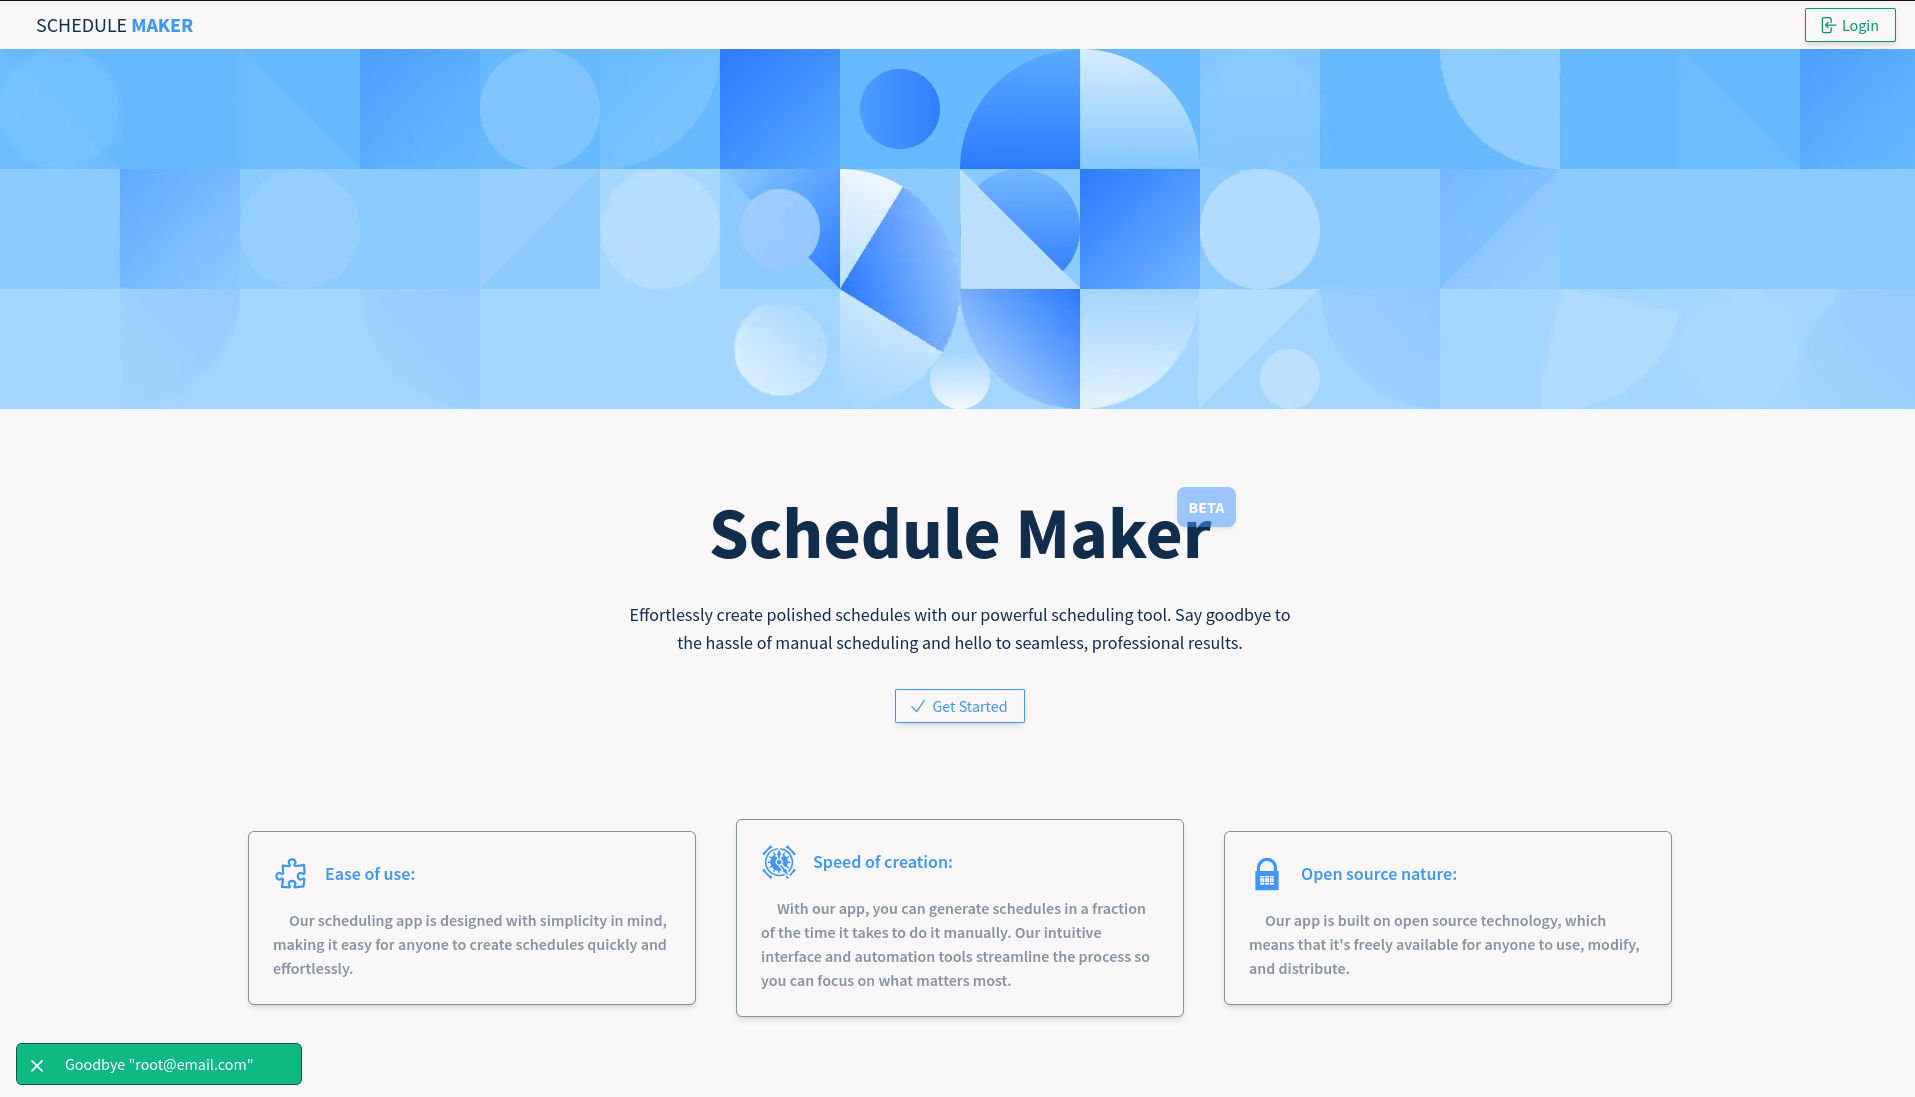 SCHEDULE MAKER
Login
BETA
Schedule Maker
Effortlessly create polished schedules with our powerful scheduling tool. Say goodbye to
the hassle of manual scheduling and hello to seamless, professional results.
Get Started
Ease of use:
Our scheduling app is designed with simplicity in mind,
making it easy for anyone to create schedules quickly and
effortlessly.
Speed of creation:
With our app, you can generate schedules in a fraction
of the time it takes to do it manually. Our intuitive
interface and automation tools streamline the process so
you can focus on what matters most.
Open source nature:
Our app is built on open source technology, which
means that it's freely available for anyone to use, modify,
and distribute.
Goodbye "root@email.com"